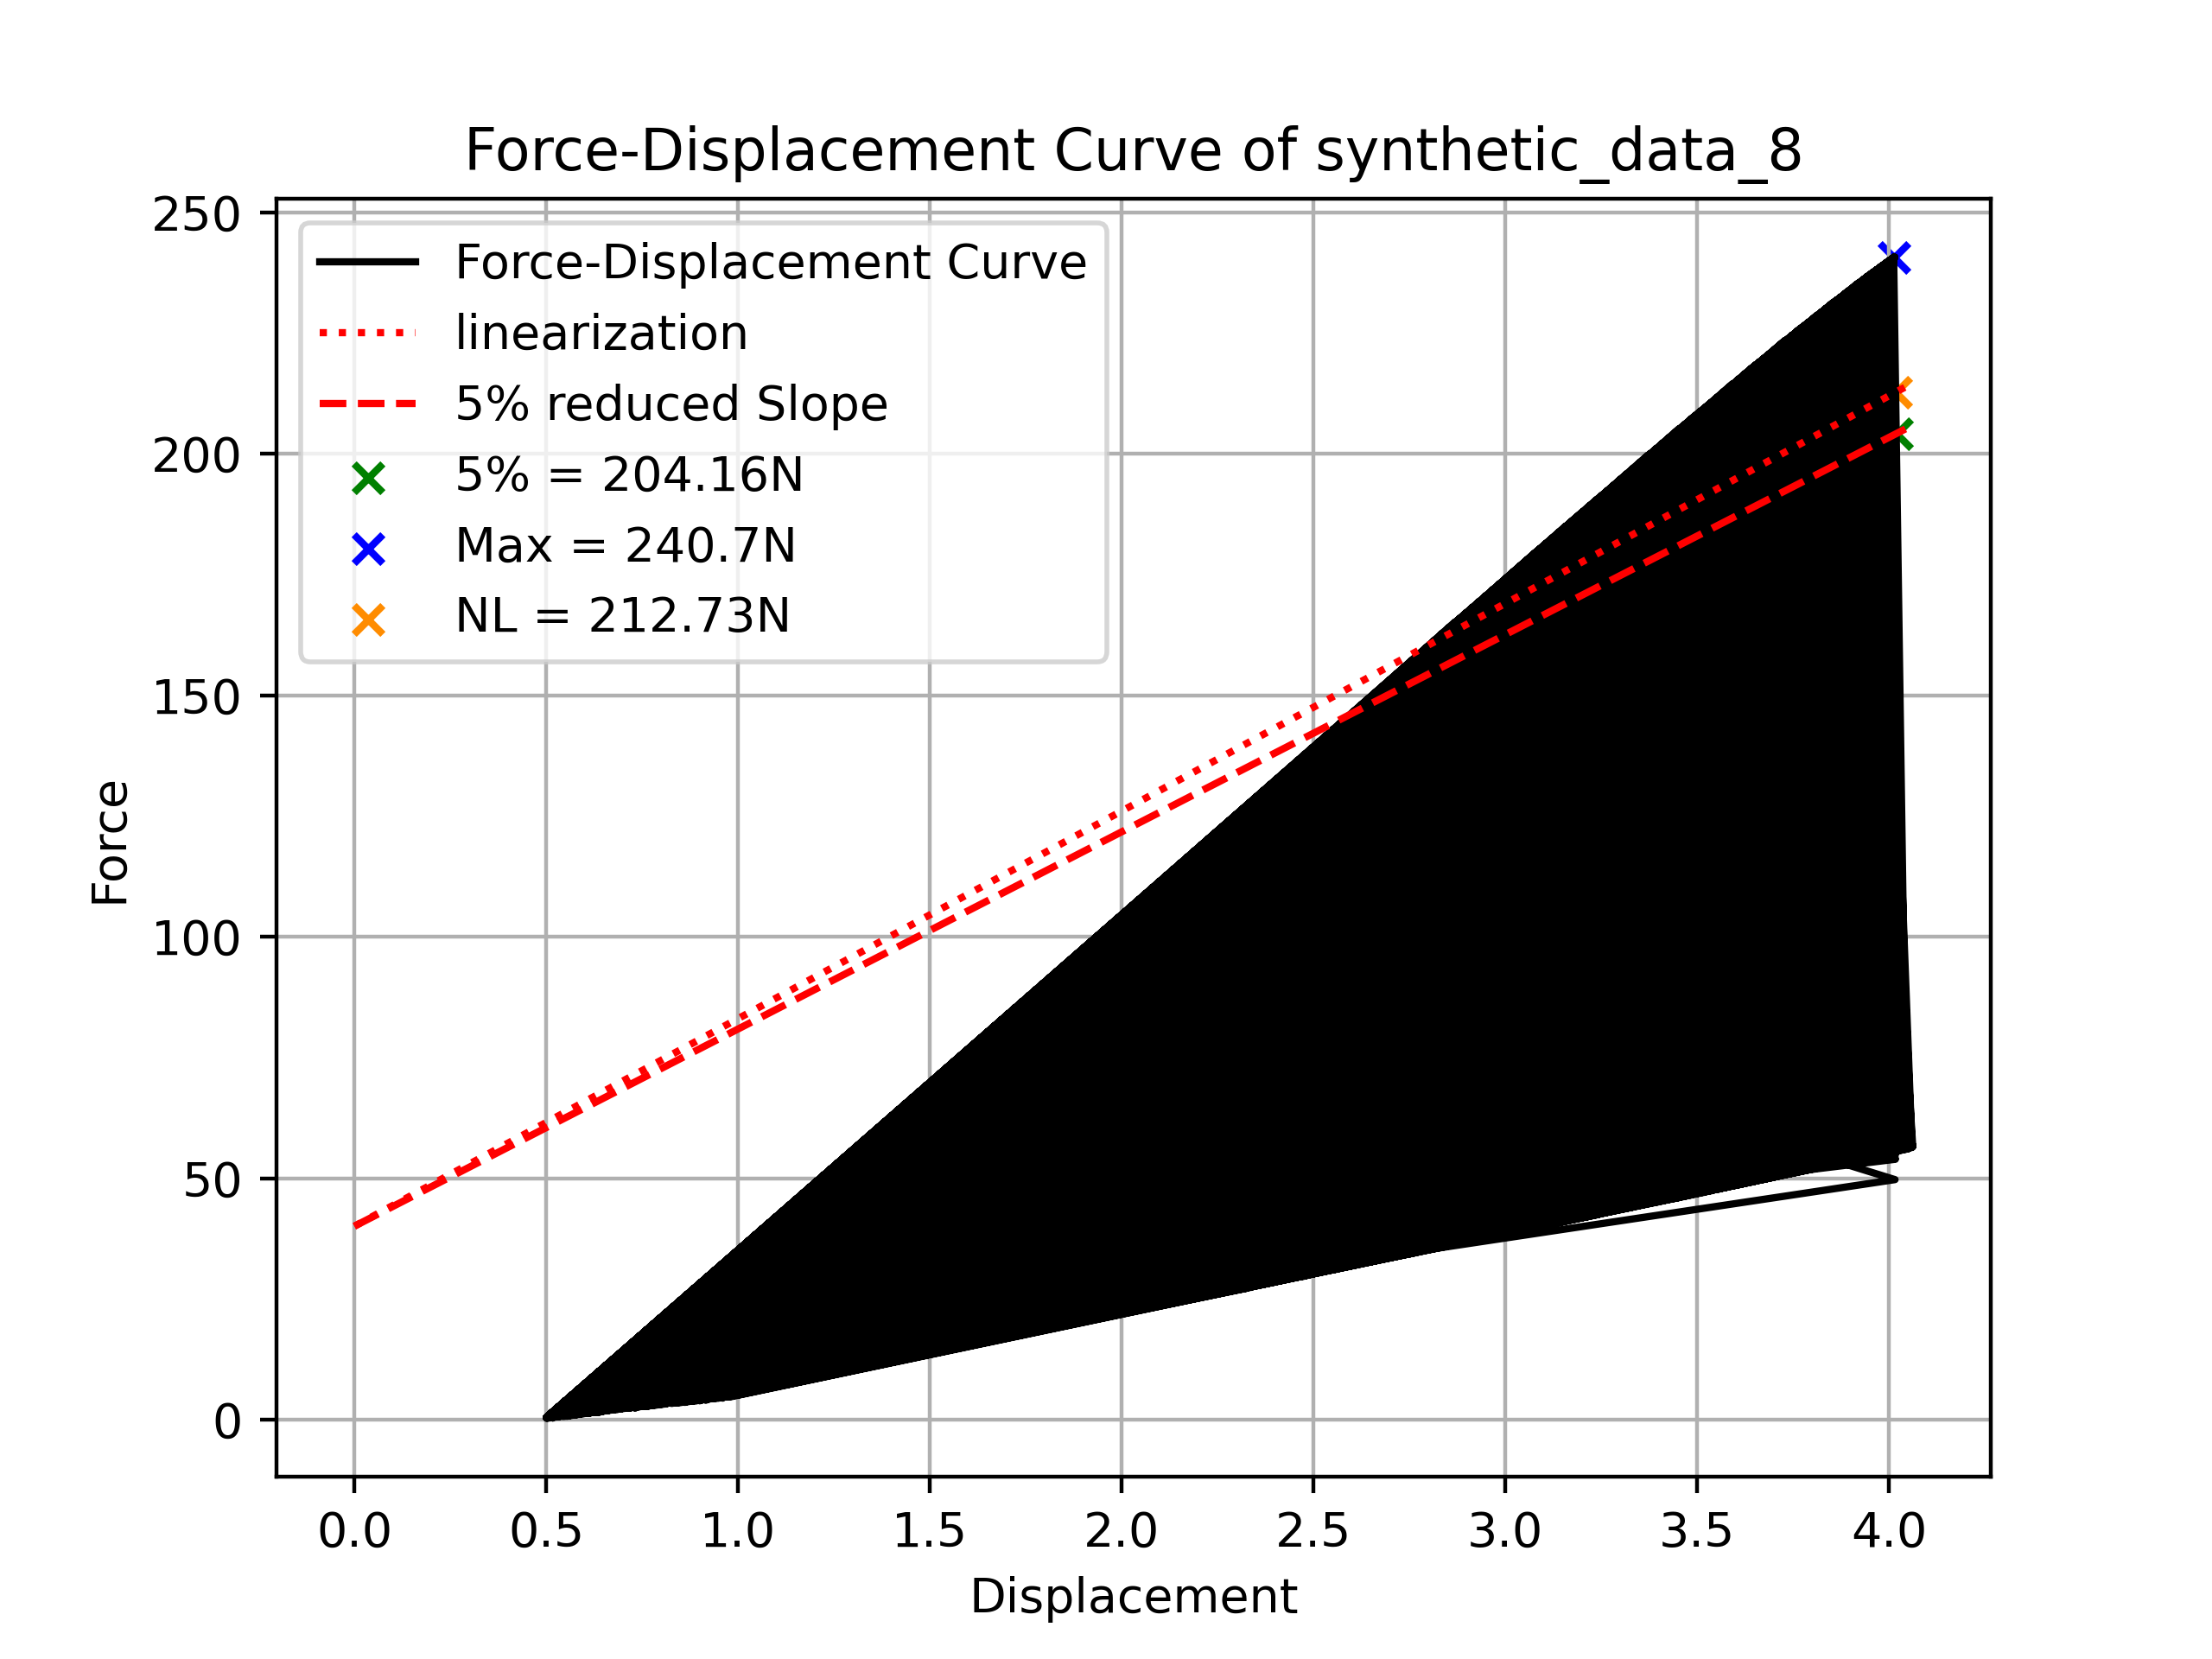 Force-Displacement Curve of synthetic_data_8
250
200
150
100
50
0
Force
Force-Displacement Curve
linearization
5% reduced Slope
5% = 204.16N
Max = 240.7N
NL = 212.73N
0.0 0.5 1.0 1.5 2.0 2.5 3.0 3.5 4.0
Displacement